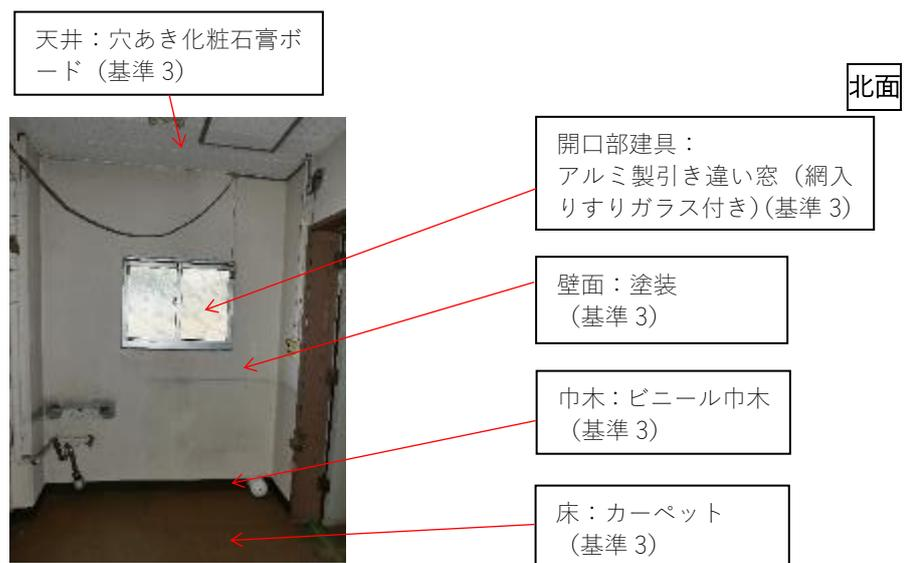 天井：穴あき化粧石膏ボ
ード（基準 3）
北面
開口部建具：
アルミ製引き違い窓（網入
りすりガラス付き）（基準 3）
壁面：塗装
（基準 3）
巾木：ビニール巾木
（基準 3）
床：カーペット
（基準 3）